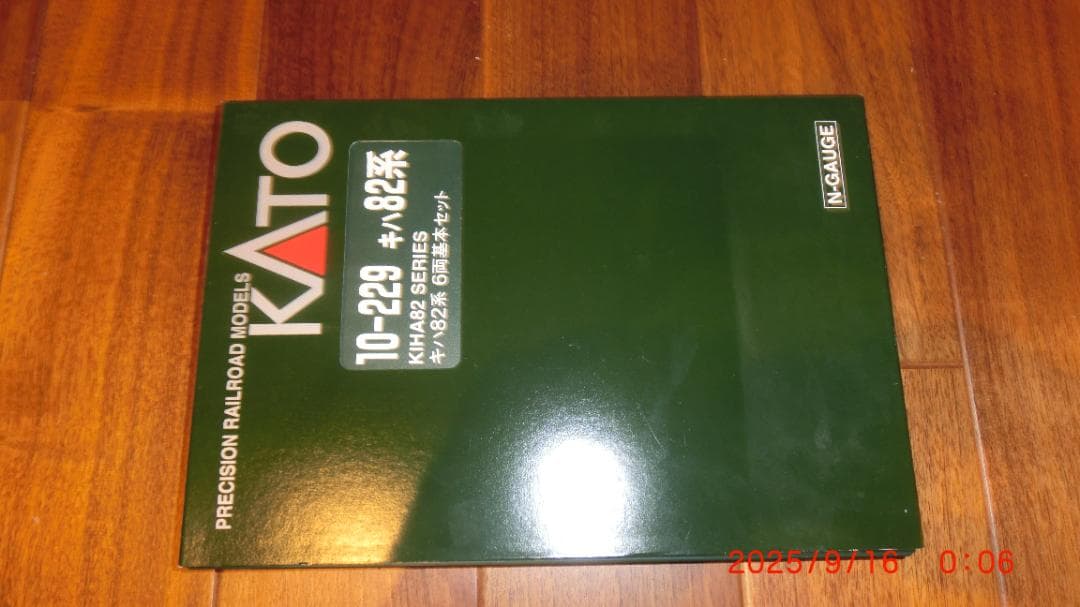 PRECISION RAILROAD MODELS
KATO
10-229 キハ82系
KIHA82 SERIES
キハ82系 6両基本セット
N-GAUGE
2025/9/16 0:06